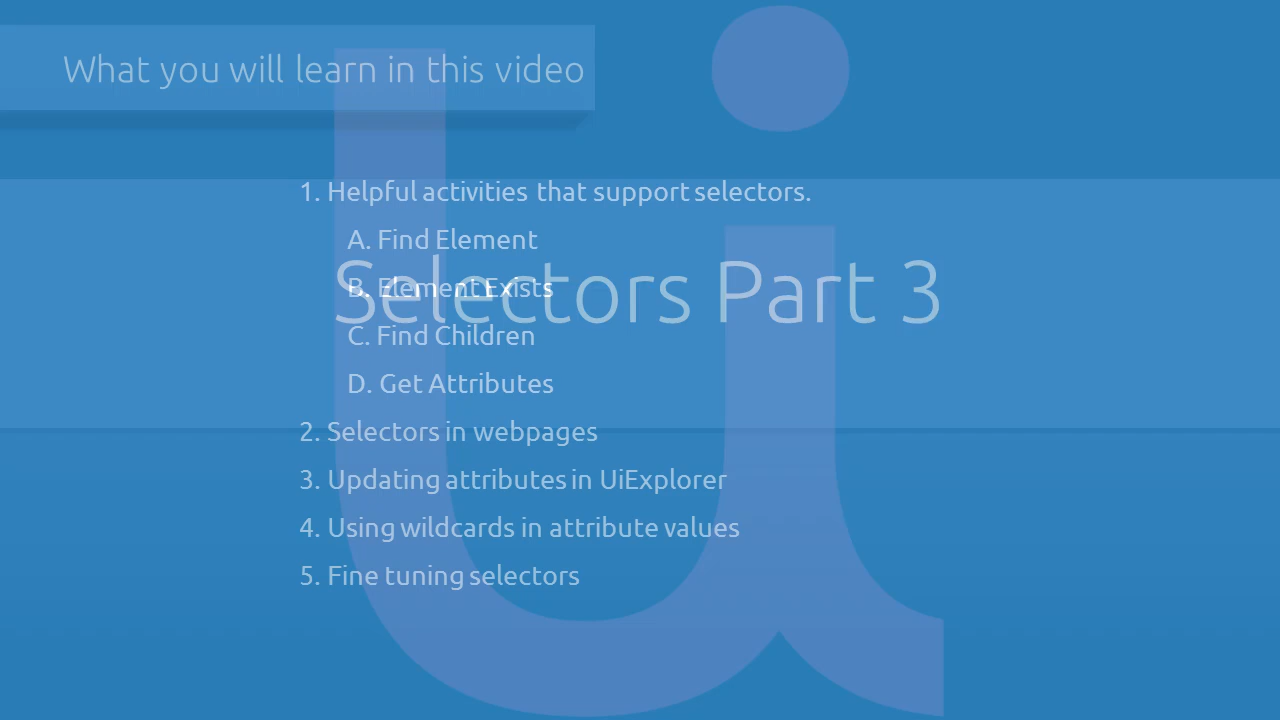 What you will learn in this video
1. Helpful activities that support selectors.
A. Find Element
Selectors Part 3
B. Element Exists
C. Find Children
D. Get Attributes
2. Selectors in webpages
3. Updating attributes in UiExplorer
4. Using wildcards in attribute values
5. Fine tuning selectors